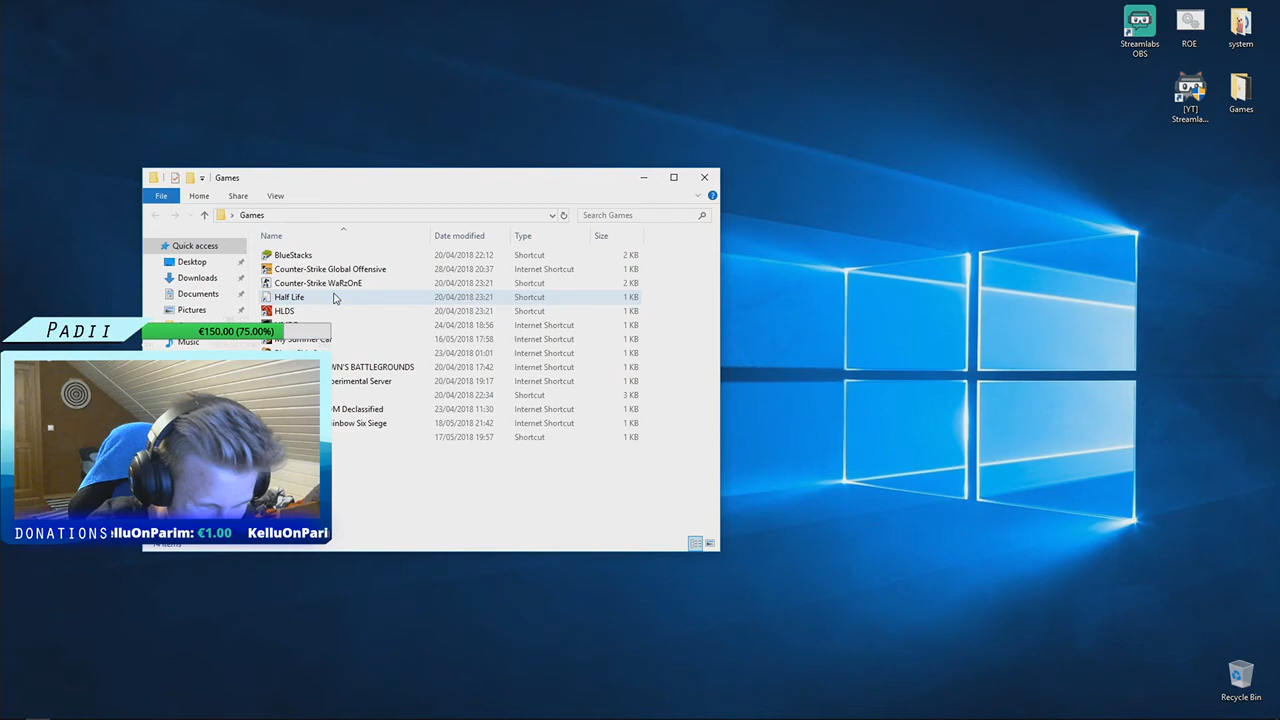 Streamlabs OBS
ROE
system
[YT] Streamla...
Games
Games
File Home Share View
Games
Search Games
Name Date modified Type Size
Quick access
Desktop
Downloads
Documents
Pictures
Music
BlueStacks 20/04/2018 22:12 Shortcut 2 KB
Counter-Strike Global Offensive 28/04/2018 20:37 Internet Shortcut 1 KB
Counter-Strike WaRzOnE 20/04/2018 23:21 Shortcut 2 KB
Half Life 20/04/2018 23:21 Shortcut 1 KB
HLDS 20/04/2018 23:21 Shortcut 1 KB
24/04/2018 18:56 Internet Shortcut 1 KB
My Summer Car 16/05/2018 17:58 Internet Shortcut 1 KB
23/04/2018 01:01 Internet Shortcut 1 KB
WN'S BATTLEGROUNDS 20/04/2018 17:42 Internet Shortcut 1 KB
perimental Server 20/04/2018 19:17 Internet Shortcut 1 KB
20/04/2018 22:34 Shortcut 3 KB
OM Declassified 23/04/2018 11:30 Internet Shortcut 1 KB
inbow Six Siege 18/05/2018 21:42 Internet Shortcut 1 KB
17/05/2018 19:57 Shortcut 1 KB
PADII
€150.00 (75.00%)
DONATIONS elluOnParim: €1.00 KelluOnPari
Recycle Bin